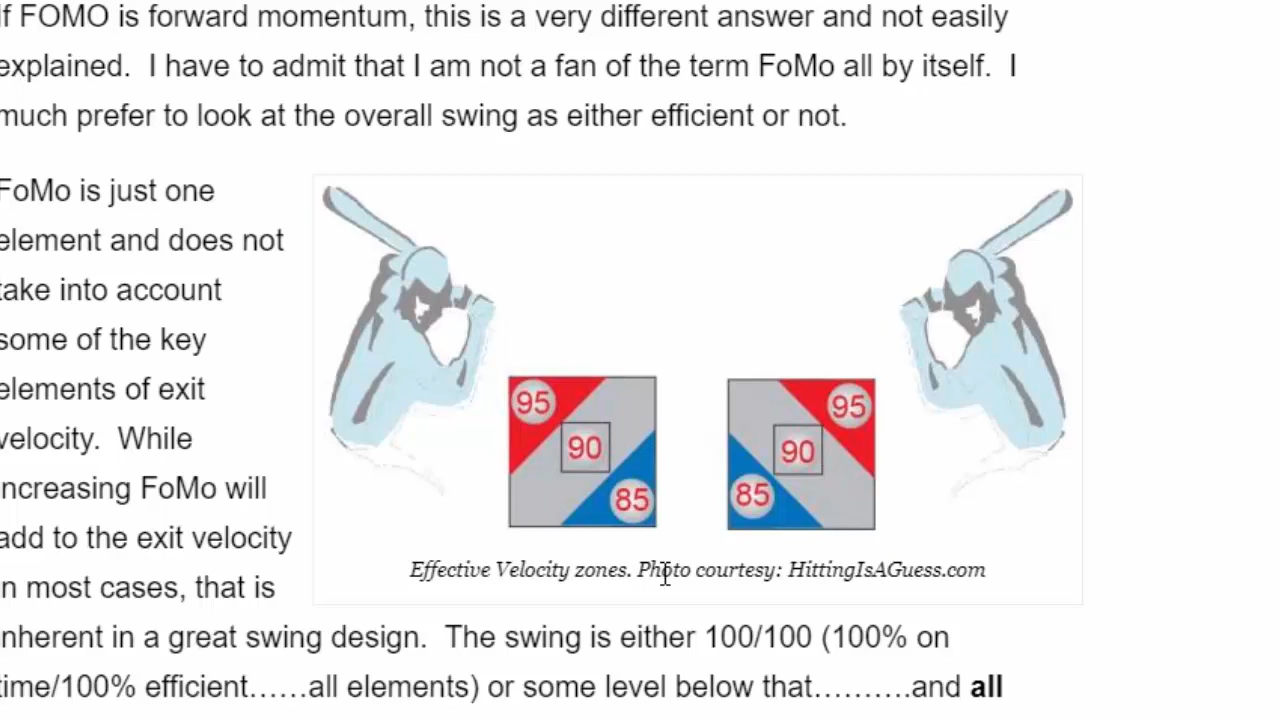 If FOMO is forward momentum, this is a very different answer and not easily
explained.  I have to admit that I am not a fan of the term FoMo all by itself.  I
much prefer to look at the overall swing as either efficient or not.
FoMo is just one
element and does not
take into account
some of the key
elements of exit
velocity.  While
increasing FoMo will
add to the exit velocity
in most cases, that is
95
90
85
95
90
85
Effective Velocity zones. Photo courtesy: HittingIsAGuess.com
inherent in a great swing design.  The swing is either 100/100 (100% on
time/100% efficient……all elements) or some level below that……….and all